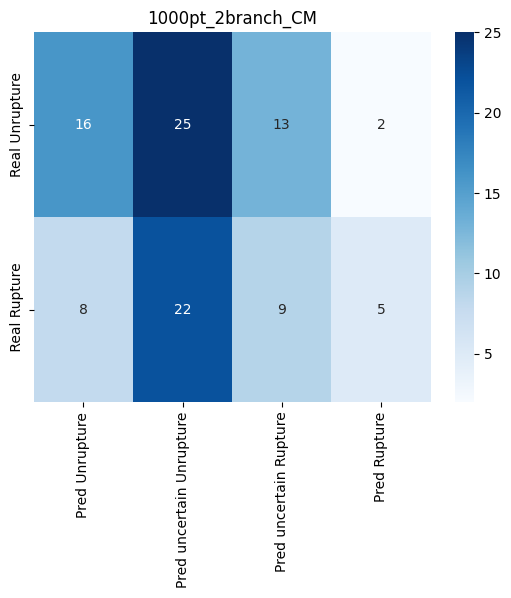 1000pt_2branch_CM
Real Unrupture
16 25 13 2
Real Rupture
8 22 9 5
Pred Unrupture
Pred uncertain Unrupture
Pred uncertain Rupture
Pred Rupture
25
20
15
10
5